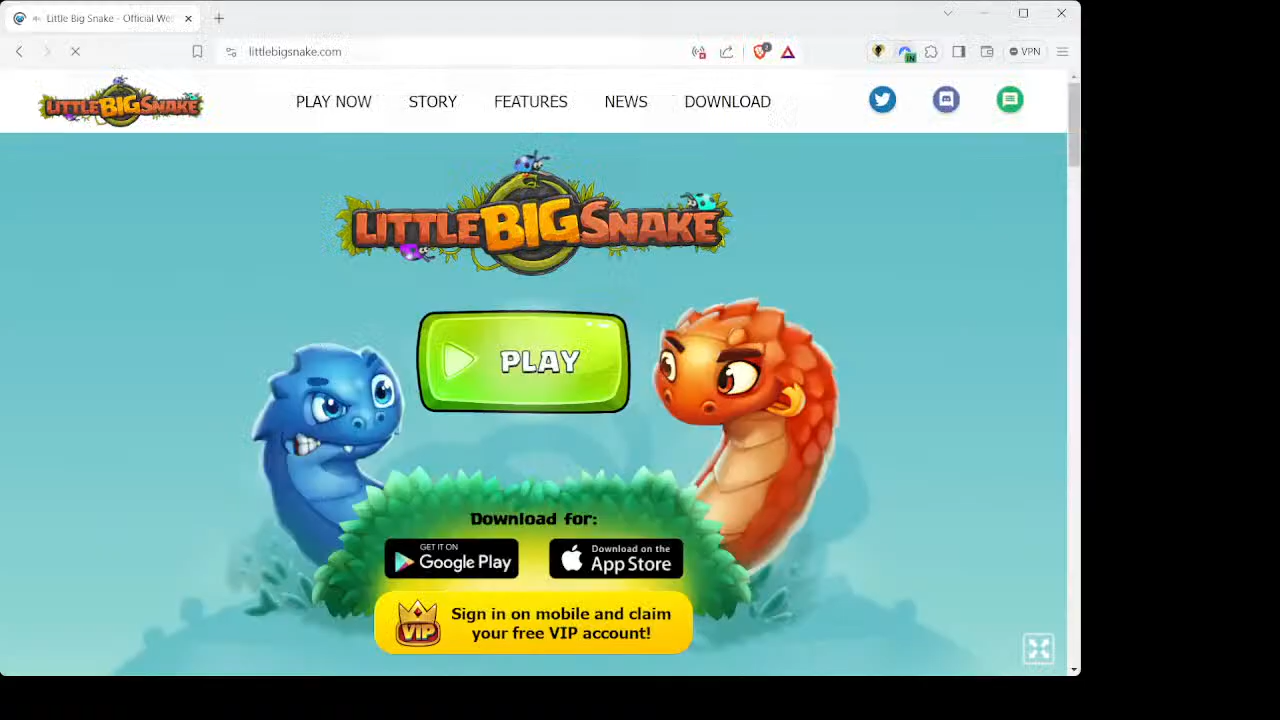 Little Big Snake - Official We
littlebigsnake.com
2
IN
VPN
LITTLE BIG SNAKE
PLAY NOW
STORY
FEATURES
NEWS
DOWNLOAD
LITTLE BIG SNAKE
PLAY
Download for:
GET IT ON
Google Play
Download on the
App Store
VIP
Sign in on mobile and claim
your free VIP account!